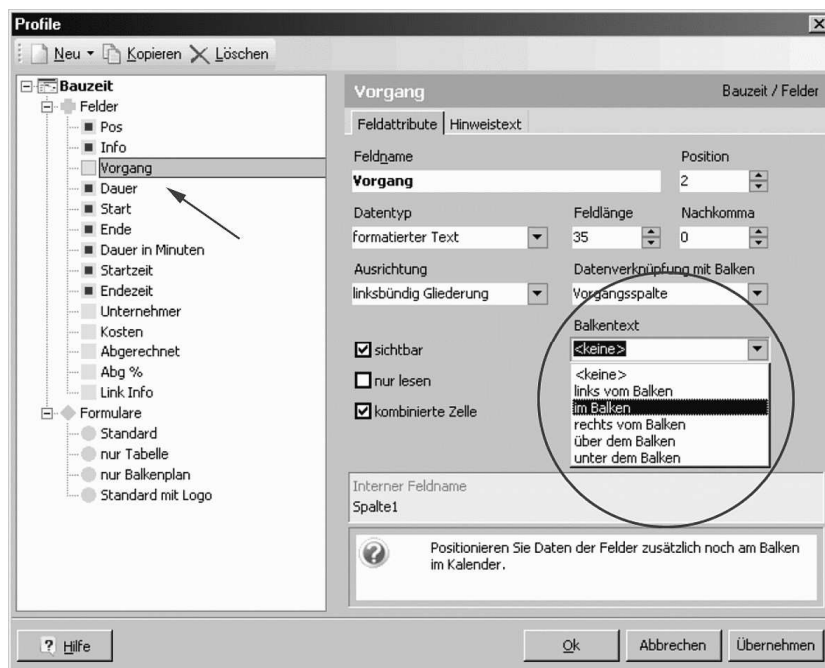 Profile
Neu Kopieren Löschen
Bauzeit
Felder
Pos
Info
Vorgang
Dauer
Start
Ende
Dauer in Minuten
Startzeit
Endezeit
Unternehmer
Kosten
Abgerechnet
Abg %
Link Info
Formulare
Standard
nur Tabelle
nur Balkenplan
Standard mit Logo
Vorgang Bauzeit / Felder
Feldattribute Hinweistext
Feldname Position
Vorgang 2
Datentyp Feldlänge Nachkomma
formatierter Text 35 0
Ausrichtung Datenverknüpfung mit Balken
linksbündig Gliederung Vorgangsspalte
Balkentext
sichtbar <keine>
nur lesen
kombinierte Zelle
<keine>
links vom Balken
im Balken
rechts vom Balken
über dem Balken
unter dem Balken
Interner Feldname
Spalte1
Positionieren Sie Daten der Felder zusätzlich noch am Balken
im Kalender.
? Hilfe Ok Abbrechen Übernehmen